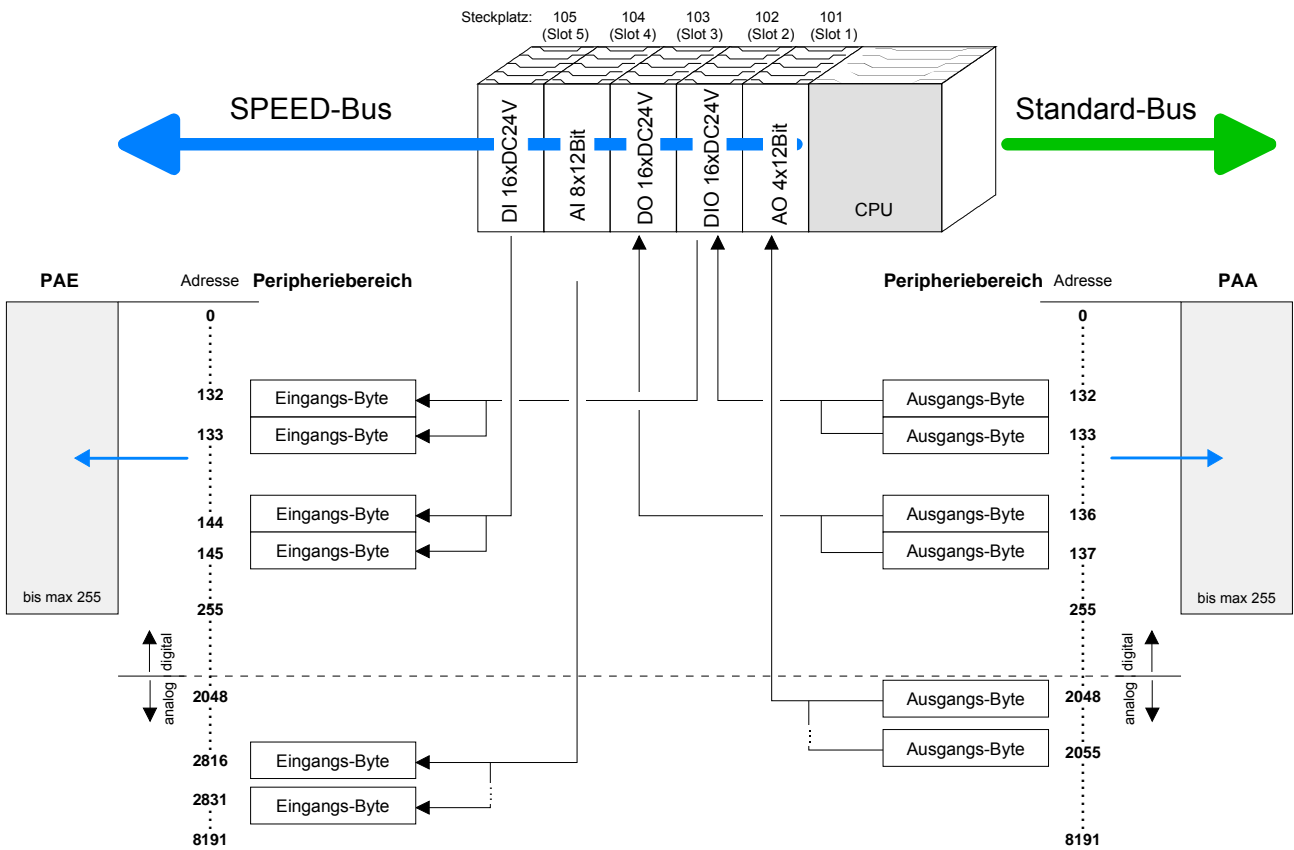 Steckplatz: 105 104 103 102 101
(Slot 5) (Slot 4) (Slot 3) (Slot 2) (Slot 1)
SPEED-Bus
Standard-Bus
DI 16xDC24V
AI 8x12Bit
DO 16xDC24V
DIO 16xDC24V
AO 4x12Bit
CPU
PAE Adresse Peripheriebereich Peripheriebereich Adresse PAA
0 0
132 Eingangs-Byte Ausgangs-Byte 132
133 Eingangs-Byte Ausgangs-Byte 133
144 Eingangs-Byte Ausgangs-Byte 136
145 Eingangs-Byte Ausgangs-Byte 137
bis max 255 255 255 bis max 255
digital digital
analog analog
2048 Ausgangs-Byte 2048
2816 Eingangs-Byte Ausgangs-Byte 2055
2831 Eingangs-Byte
8191 8191